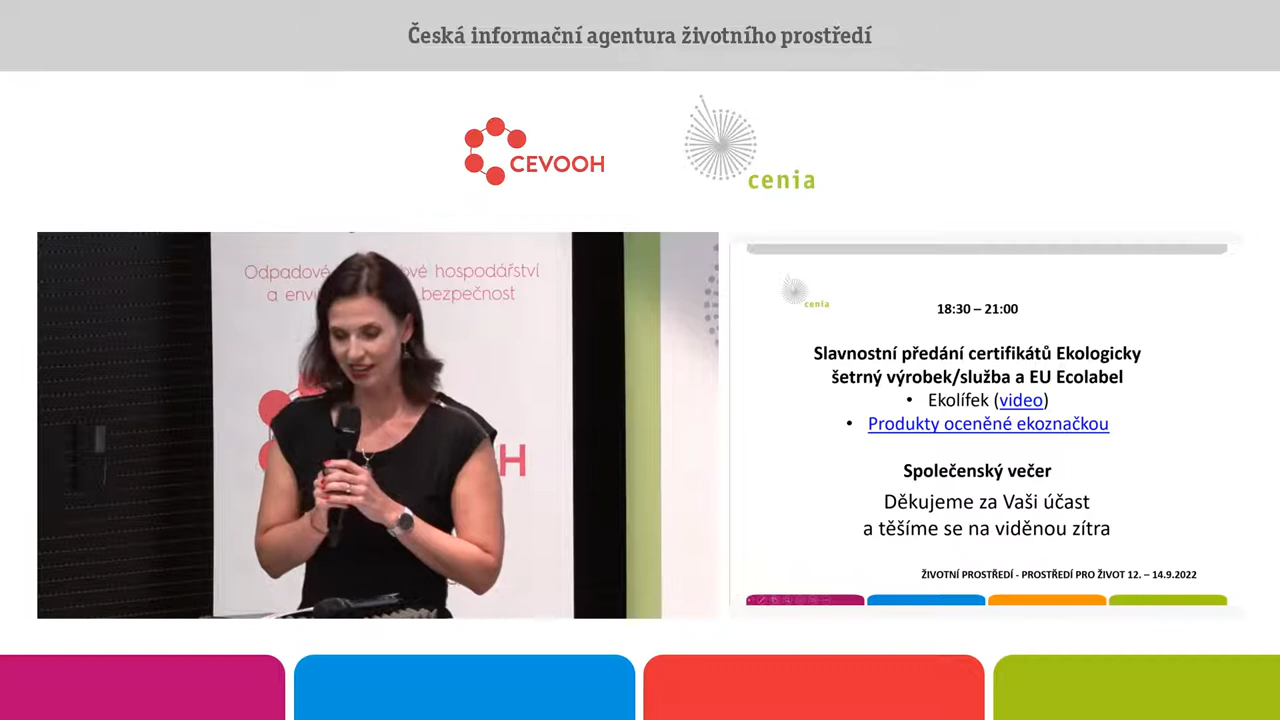 Česká informační agentura životního prostředí
CEVOOH
cenia
Odpadové hospodářství
a bezpečnost
H
cenia
18:30 – 21:00
Slavnostní předání certifikátů Ekologicky
šetrný výrobek/služba a EU Ecolabel
• Ekolífek (video)
• Produkty oceněné ekoznačkou
Společenský večer
Děkujeme za Vaši účast
a těšíme se na viděnou zítra
ŽIVOTNÍ PROSTŘEDÍ - PROSTŘEDÍ PRO ŽIVOT 12. – 14.9.2022